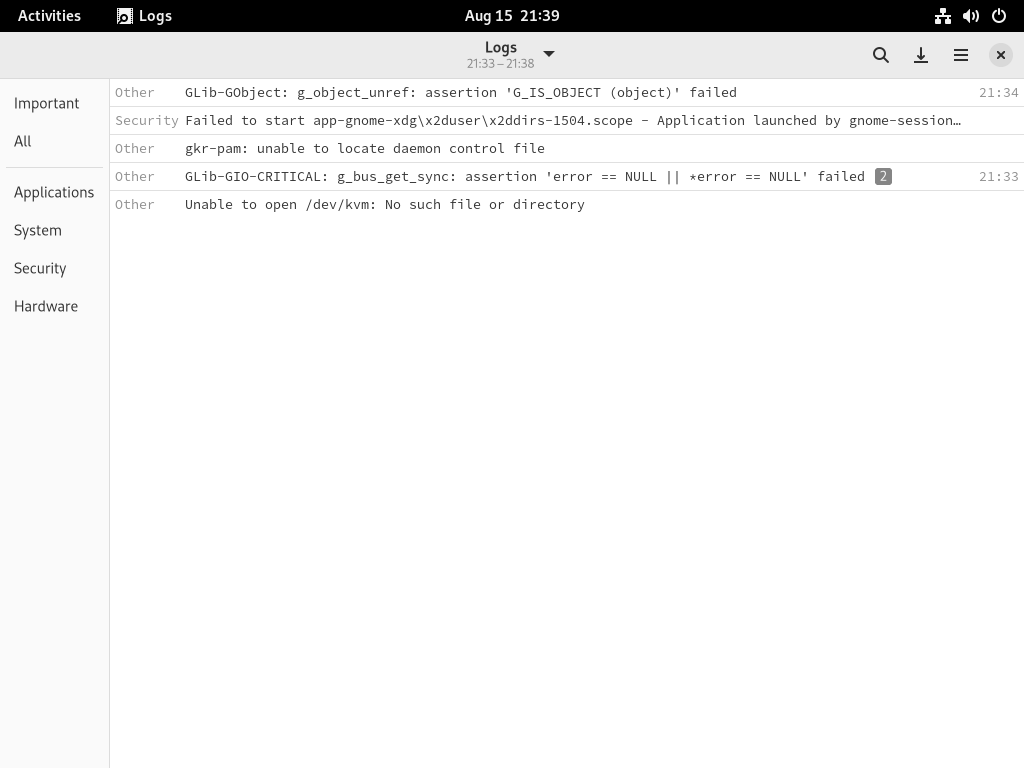 Activities Logs Aug 15 21:39
Logs
21:33 – 21:38
Important
All
Applications
System
Security
Hardware
Other GLib-GObject: g_object_unref: assertion 'G_IS_OBJECT (object)' failed 21:34
Security Failed to start app-gnome-xdg\x2duser\x2ddirs-1504.scope - Application launched by gnome-session…
Other gkr-pam: unable to locate daemon control file
Other GLib-GIO-CRITICAL: g_bus_get_sync: assertion 'error == NULL || *error == NULL' failed 2 21:33
Other Unable to open /dev/kvm: No such file or directory